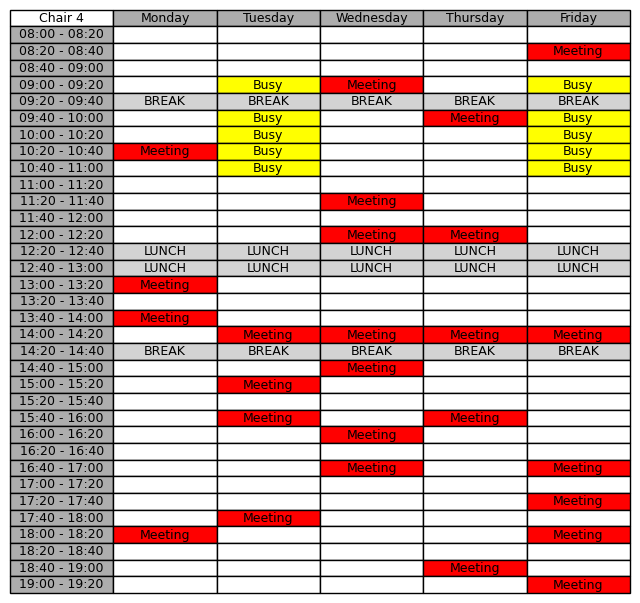 Chair 4 Monday Tuesday Wednesday Thursday Friday
08:00 - 08:20
08:20 - 08:40 Meeting
08:40 - 09:00
09:00 - 09:20 Busy Meeting Busy
09:20 - 09:40 BREAK BREAK BREAK BREAK BREAK
09:40 - 10:00 Busy Meeting Busy
10:00 - 10:20 Busy Busy
10:20 - 10:40 Meeting Busy Busy
10:40 - 11:00 Busy Busy
11:00 - 11:20
11:20 - 11:40 Meeting
11:40 - 12:00
12:00 - 12:20 Meeting Meeting
12:20 - 12:40 LUNCH LUNCH LUNCH LUNCH LUNCH
12:40 - 13:00 LUNCH LUNCH LUNCH LUNCH LUNCH
13:00 - 13:20 Meeting
13:20 - 13:40
13:40 - 14:00 Meeting
14:00 - 14:20 Meeting Meeting Meeting Meeting
14:20 - 14:40 BREAK BREAK BREAK BREAK BREAK
14:40 - 15:00 Meeting
15:00 - 15:20 Meeting
15:20 - 15:40
15:40 - 16:00 Meeting Meeting
16:00 - 16:20 Meeting
16:20 - 16:40
16:40 - 17:00 Meeting Meeting
17:00 - 17:20
17:20 - 17:40 Meeting
17:40 - 18:00 Meeting
18:00 - 18:20 Meeting Meeting
18:20 - 18:40
18:40 - 19:00 Meeting
19:00 - 19:20 Meeting